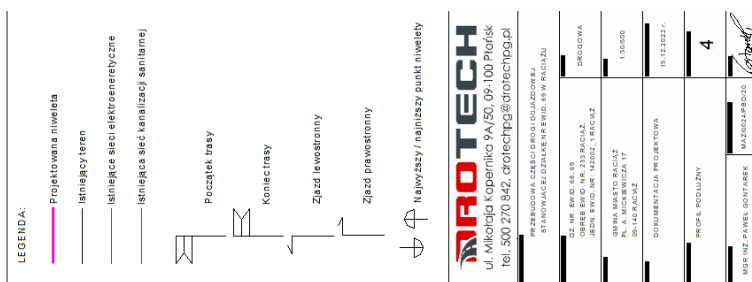 LEGENDA:
Projektowana niweleta
Istniejący teren
Istniejące sieci elektroenergetyczne
Istniejąca sieć kanalizacji sanitarnej
Początek trasy
Koniec trasy
Zjazd lewostronny
Zjazd prawostronny
Najwyższy / najniższy punkt niwelety
DROTECH
ul. Mikołaja Kopernika 9A/50, 09-100 Płońsk
tel. 500 270 842, drotechpg@drotechpg.pl
PRZEBUDOWA CZĘŚCI DROGI DOJAZDOWEJ
STANOWIĄCEJ DZIAŁKĘ NR EWID. 69 W RACIĄŻU
DZ. NR. EWID. 68, 69
OBRĘB EWID. NR: 233 RACIĄŻ,
JEDN. EWID. NR: 142002_1 RACIĄŻ
DROGOWA
GMINA MIASTO RACIĄŻ
PL. A. MICKIEWICZA 17
09-140 RACIĄŻ
1:50/500
DOKUMENTACJA PROJEKTOWA
15.12.2022 r.
PROFIL PODŁUŻNY
4
MGR INŻ. PAWEŁ GONTAREK
MAZ/0024/PBD/20